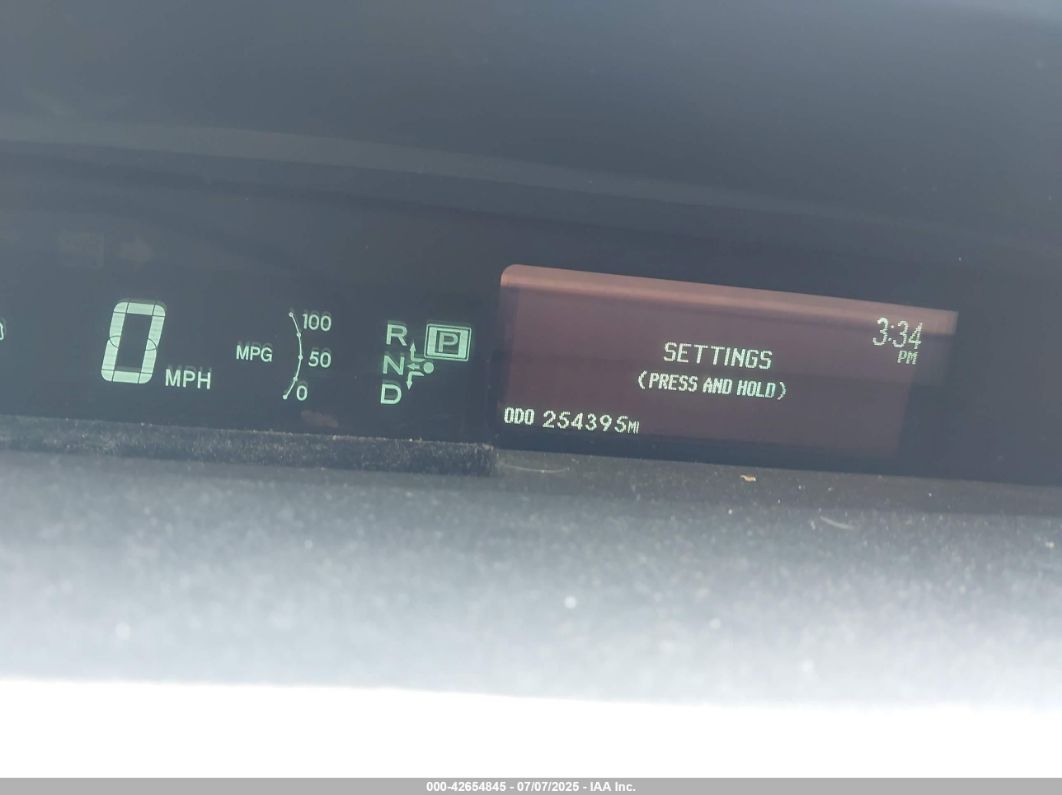 0 MPH
MPG
100
50
0
R
N
D
P
3:34
PM
SETTINGS
(PRESS AND HOLD)
ODO 254395MI
000-42654845 - 07/07/2025 - IAA Inc.